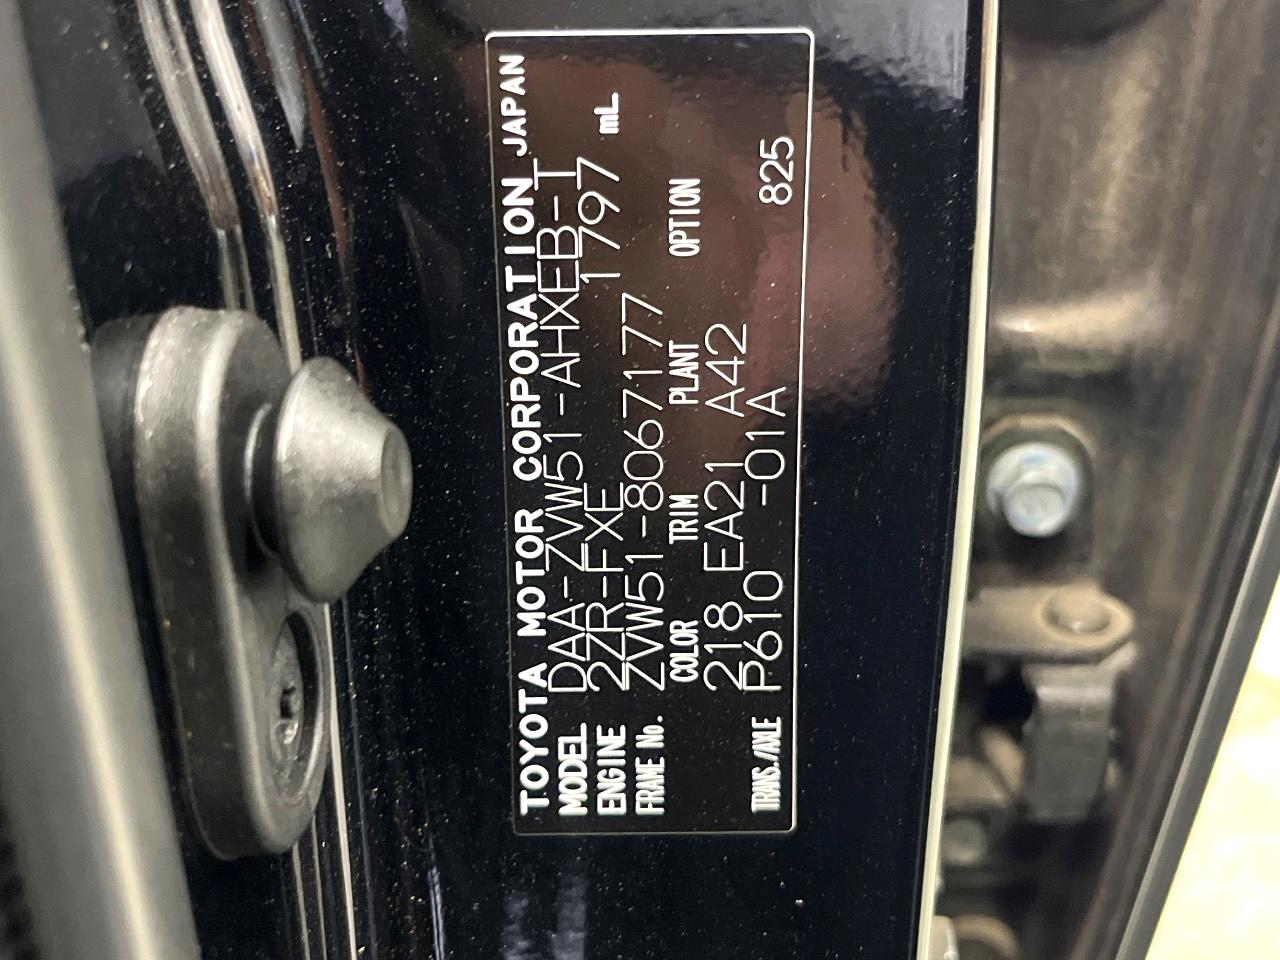 TOYOTA MOTOR CORPORATION JAPAN
MODEL DAA-ZVW51-AHXEB-T
ENGINE 2ZR-FXE 1797 mL
FRAME No. ZVW51-8067177
COLOR TRIM PLANT OPTION
218 EA21 A42
TRANS./AXLE P610 -01A 825